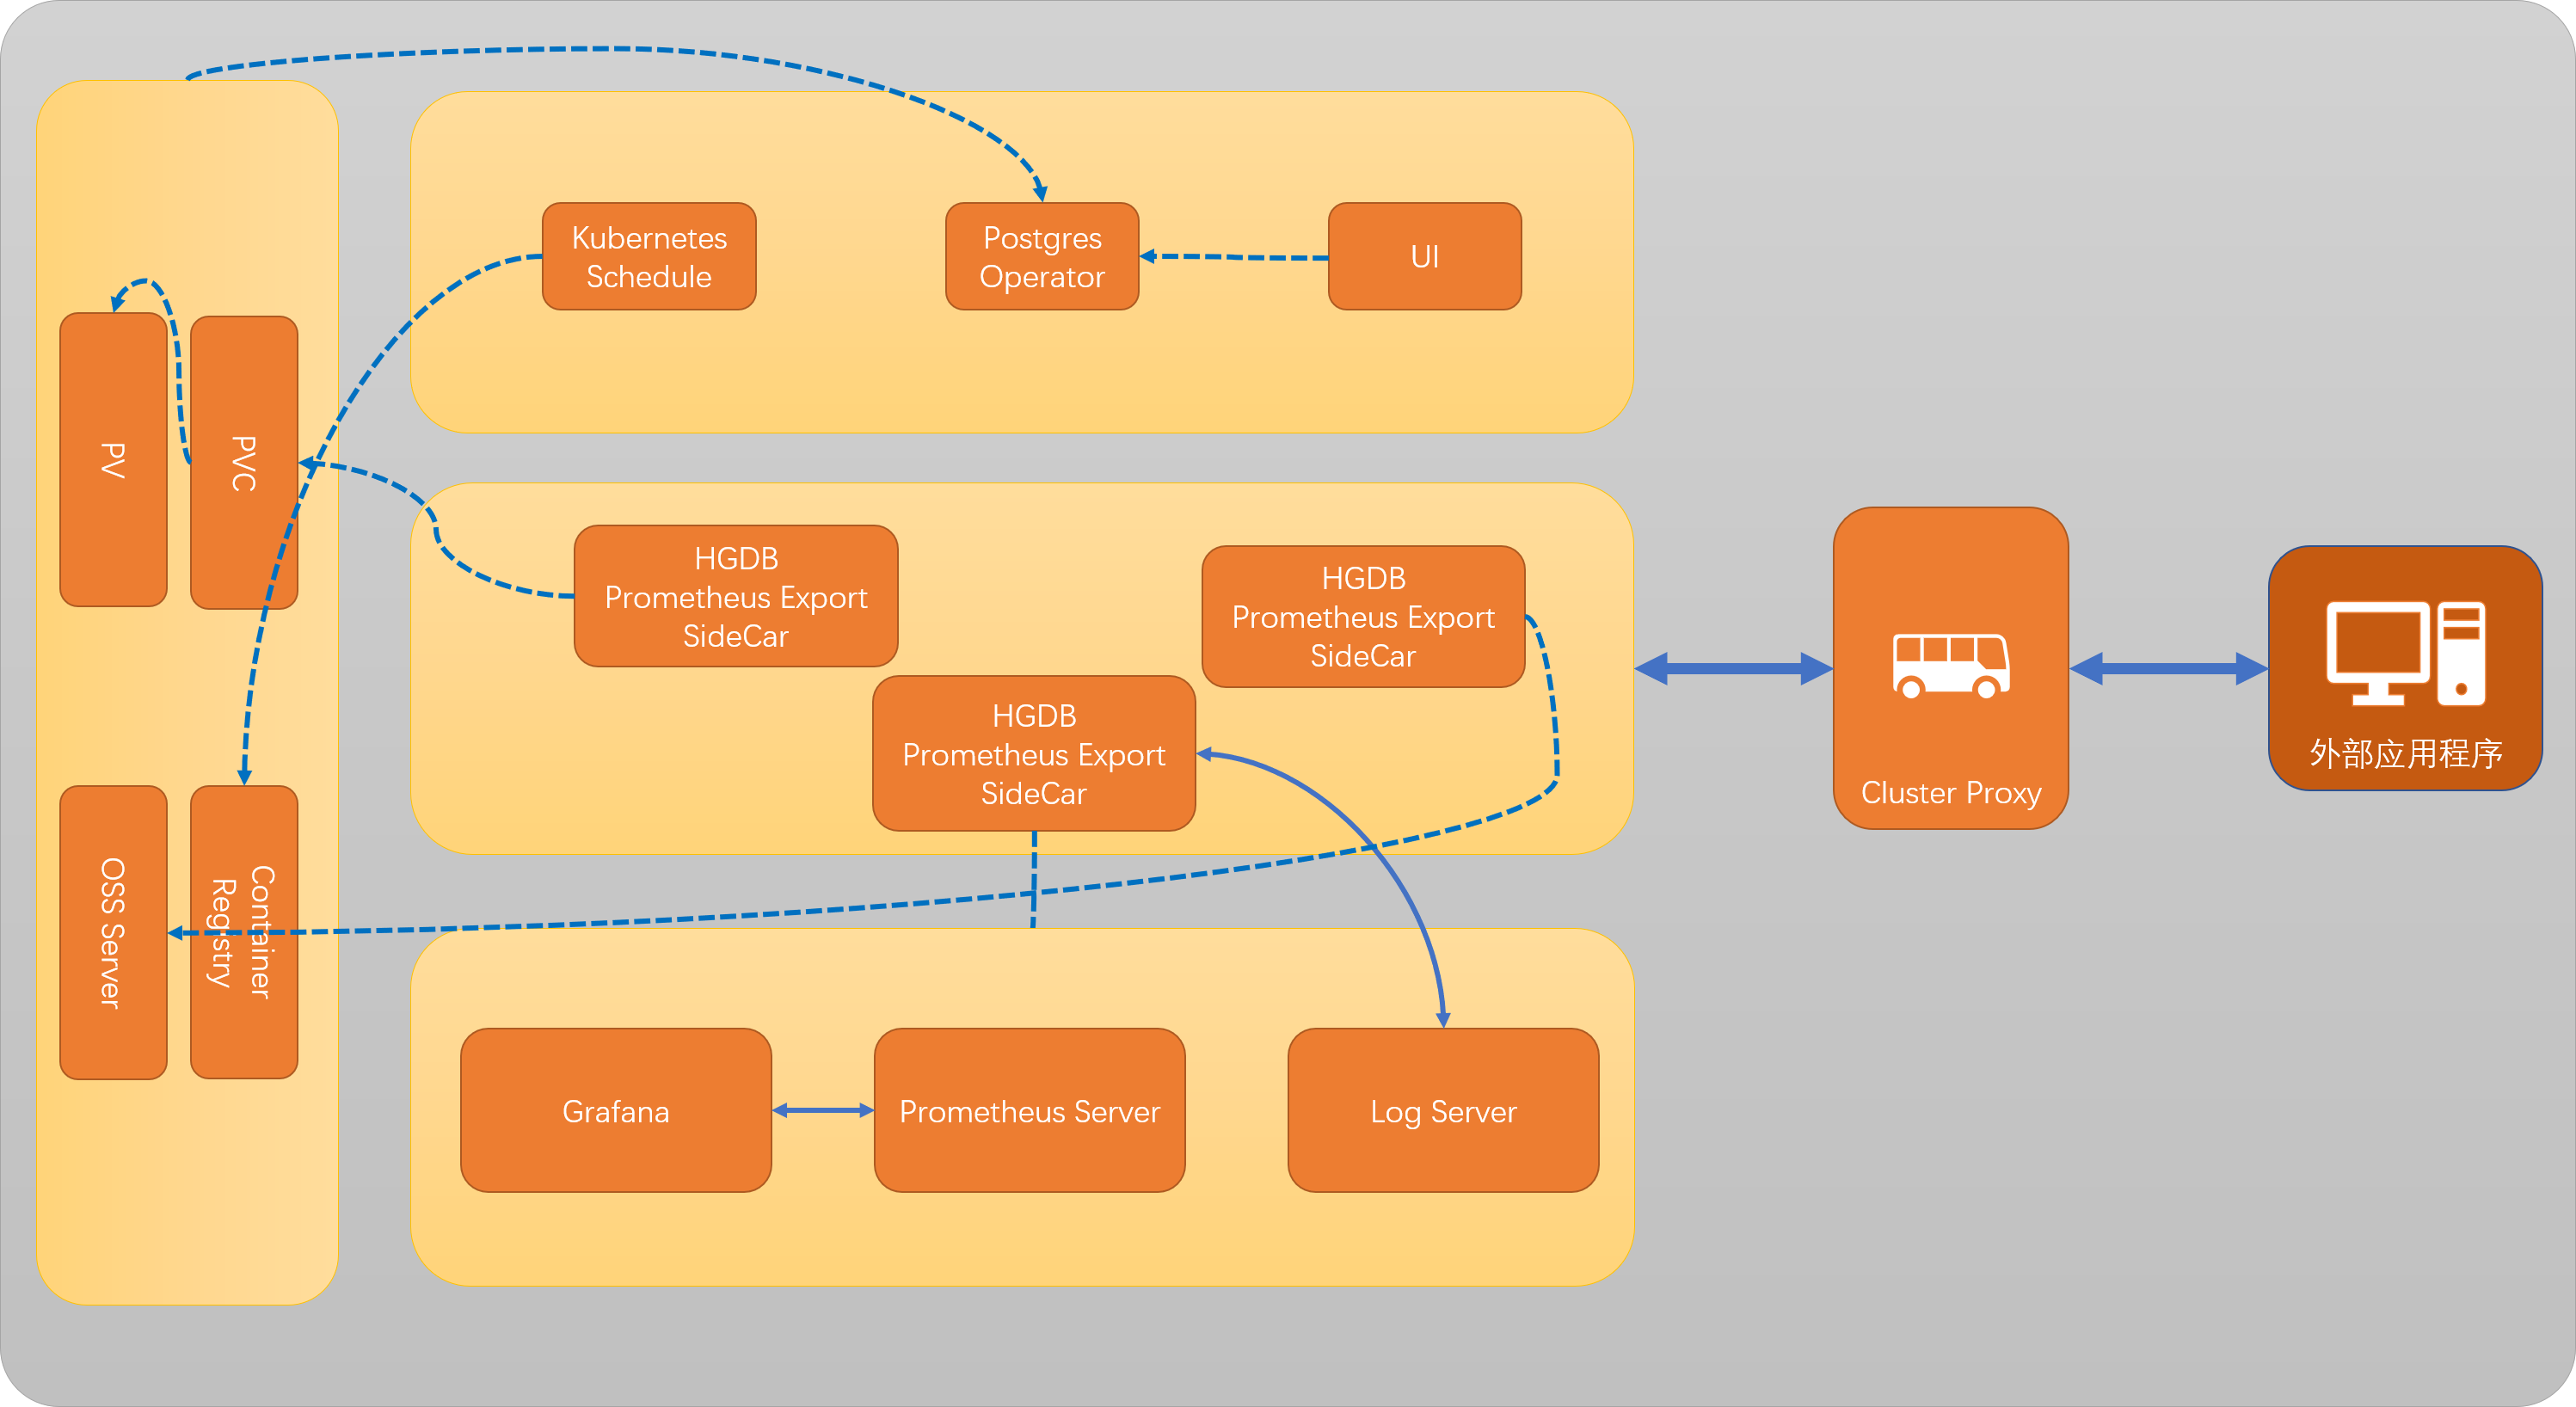 Kubernetes
Schedule
Postgres
Operator
UI
PV
PVC
HGDB
Prometheus Export
SideCar
HGDB
Prometheus Export
SideCar
HGDB
Prometheus Export
SideCar
Cluster Proxy
外部应用程序
OSS Server
Container
Registry
Grafana
Prometheus Server
Log Server